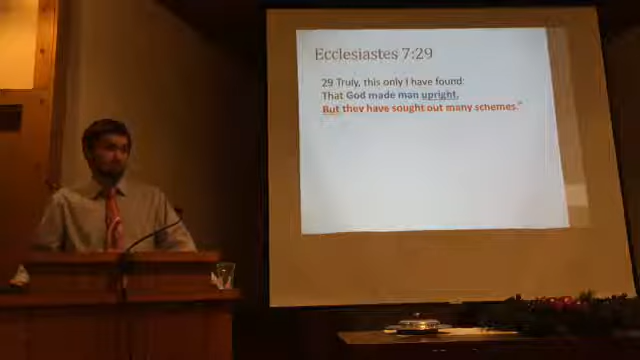 Ecclesiastes 7:29
29 Truly, this only I have found:
That God made man upright,
But they have sought out many schemes."